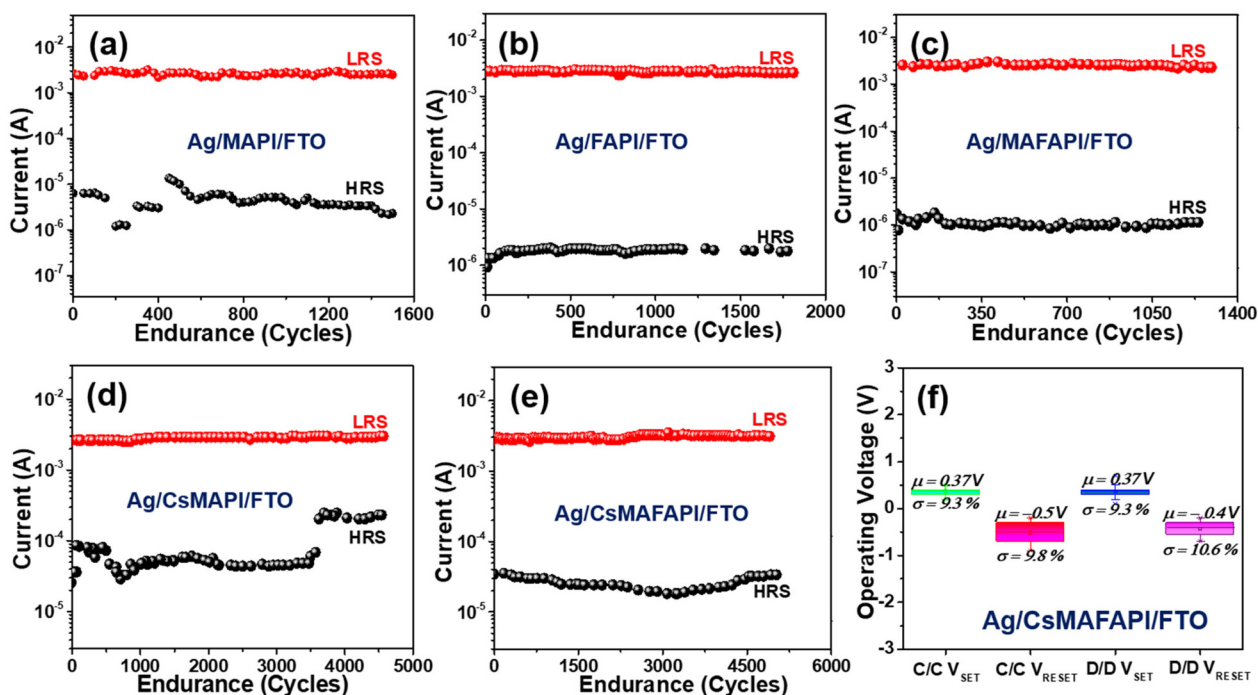 (a)
10⁻²
10⁻³
10⁻⁴
10⁻⁵
10⁻⁶
10⁻⁷
Current (A)
LRS
Ag/MAPI/FTO
HRS
0 400 800 1200 1600
Endurance (Cycles)
(b)
10⁻²
10⁻³
10⁻⁴
10⁻⁵
10⁻⁶
Current (A)
LRS
Ag/FAPI/FTO
HRS
0 500 1000 1500 2000
Endurance (Cycles)
(c)
10⁻²
10⁻³
10⁻⁴
10⁻⁵
10⁻⁶
10⁻⁷
Current (A)
LRS
Ag/MAFAPI/FTO
HRS
0 350 700 1050 1400
Endurance (Cycles)
(d)
10⁻²
10⁻³
10⁻⁴
10⁻⁵
Current (A)
LRS
Ag/CsMAPI/FTO
HRS
0 1000 2000 3000 4000 5000
Endurance (Cycles)
(e)
10⁻²
10⁻³
10⁻⁴
10⁻⁵
Current (A)
LRS
Ag/CsMAFAPI/FTO
HRS
0 1500 3000 4500 6000
Endurance (Cycles)
(f)
3
2
1
0
-1
-2
-3
Operating Voltage (V)
μ = 0.37V
σ = 9.3 %
μ = −0.5V
σ = 9.8 %
μ = 0.37V
σ = 9.3 %
μ = −0.4V
σ = 10.6 %
Ag/CsMAFAPI/FTO
C/C V_SET C/C V_RESET D/D V_SET D/D V_RESET